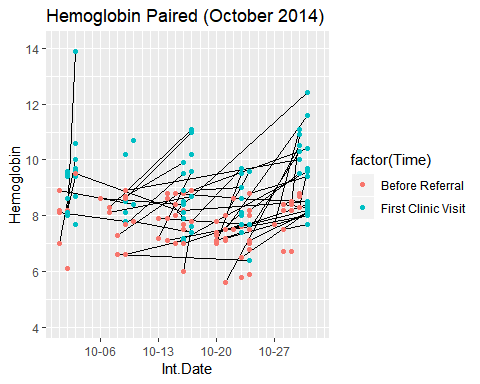 Hemoglobin Paired (October 2014)
14
12
10
8
6
4
Hemoglobin
10-06
10-13
10-20
10-27
Int.Date
factor(Time)
Before Referral
First Clinic Visit